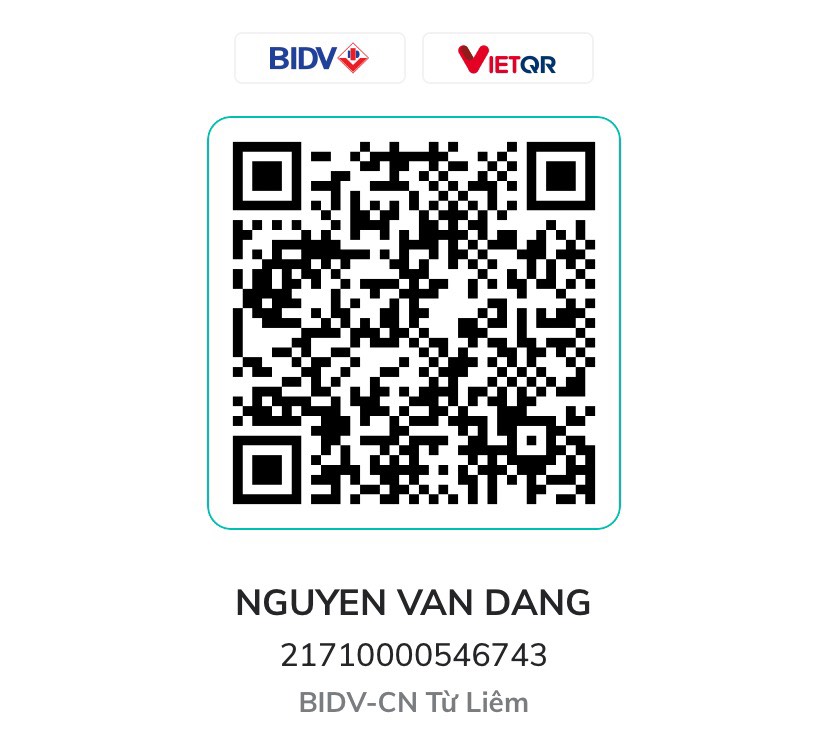 BIDV VIETQR
NGUYEN VAN DANG
21710000546743
BIDV-CN Từ Liêm